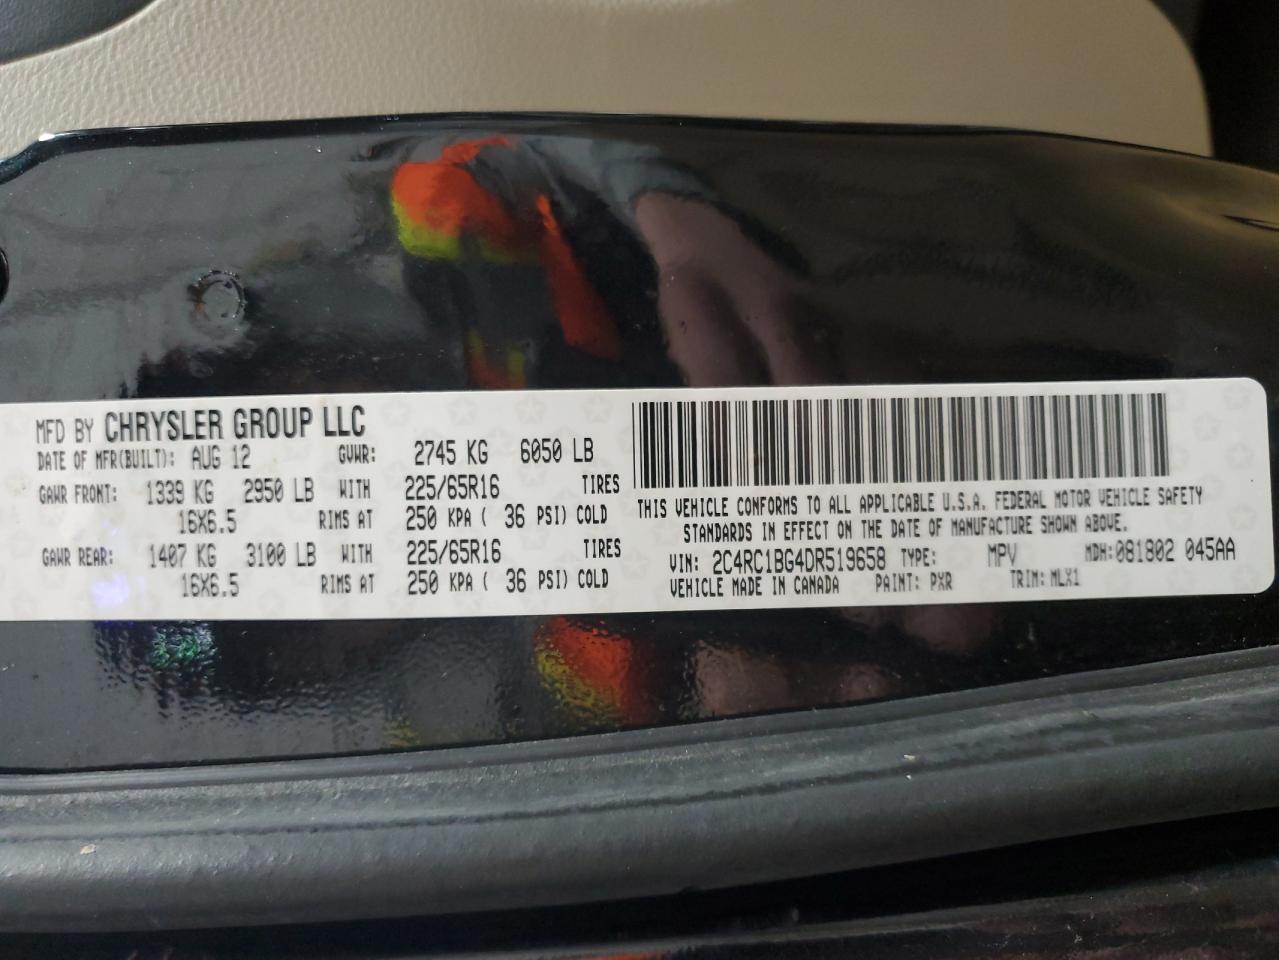 MFD BY CHRYSLER GROUP LLC
DATE OF MFR(BUILT): AUG 12 GVWR: 2745 KG 6050 LB
GAWR FRONT: 1339 KG 2950 LB WITH 225/65R16 TIRES
16X6.5 RIMS AT 250 KPA ( 36 PSI) COLD
GAWR REAR: 1407 KG 3100 LB WITH 225/65R16 TIRES
16X6.5 RIMS AT 250 KPA ( 36 PSI) COLD
THIS VEHICLE CONFORMS TO ALL APPLICABLE U.S.A. FEDERAL MOTOR VEHICLE SAFETY
STANDARDS IN EFFECT ON THE DATE OF MANUFACTURE SHOWN ABOVE.
VIN: 2C4RC1BG4DR519658 TYPE: MPV MDH:081802 045AA
VEHICLE MADE IN CANADA PAINT: PXR TRIM: MLX1